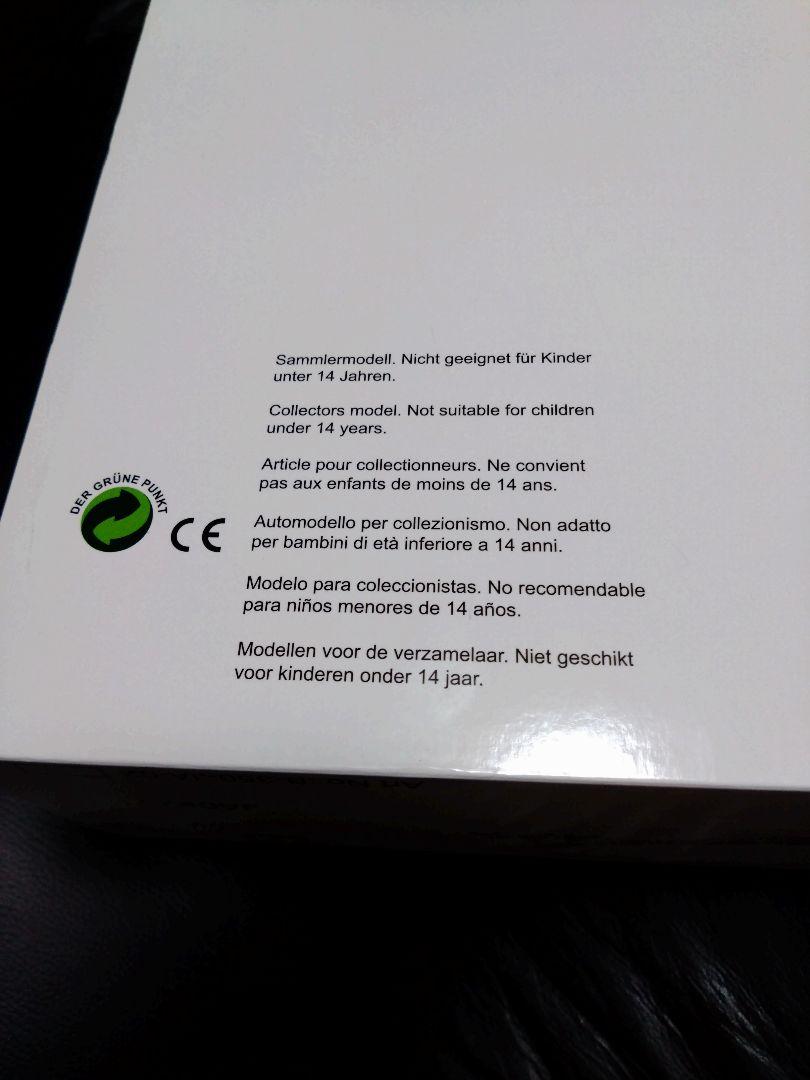 Sammlermodell. Nicht geeignet für Kinder
unter 14 Jahren.
Collectors model. Not suitable for children
under 14 years.
Article pour collectionneurs. Ne convient
pas aux enfants de moins de 14 ans.
DER GRÜNE PUNKT
CE
Automodello per collezionismo. Non adatto
per bambini di età inferiore a 14 anni.
Modelo para coleccionistas. No recomendable
para niños menores de 14 años.
Modellen voor de verzamelaar. Niet geschikt
voor kinderen onder 14 jaar.